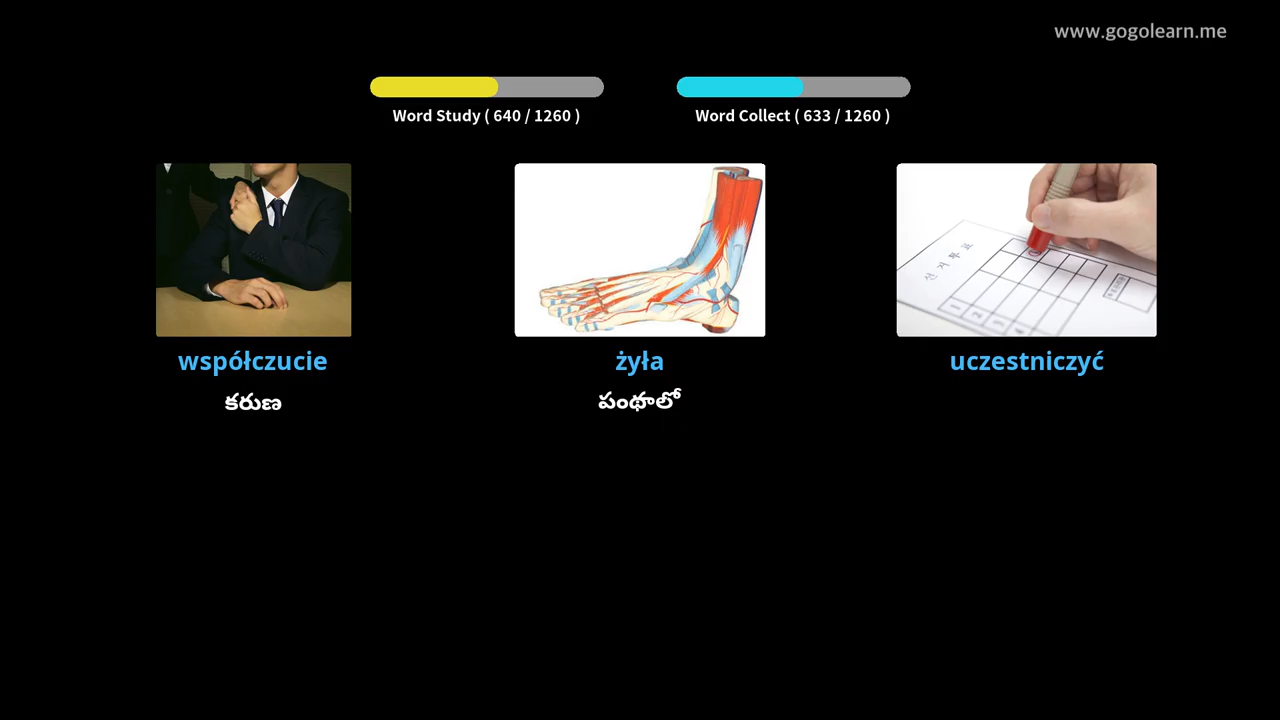 www.gogolearn.me
Word Study ( 640 / 1260 )
Word Collect ( 633 / 1260 )
współczucie
żyła
uczestniczyć
కరుణ
పంథాలో